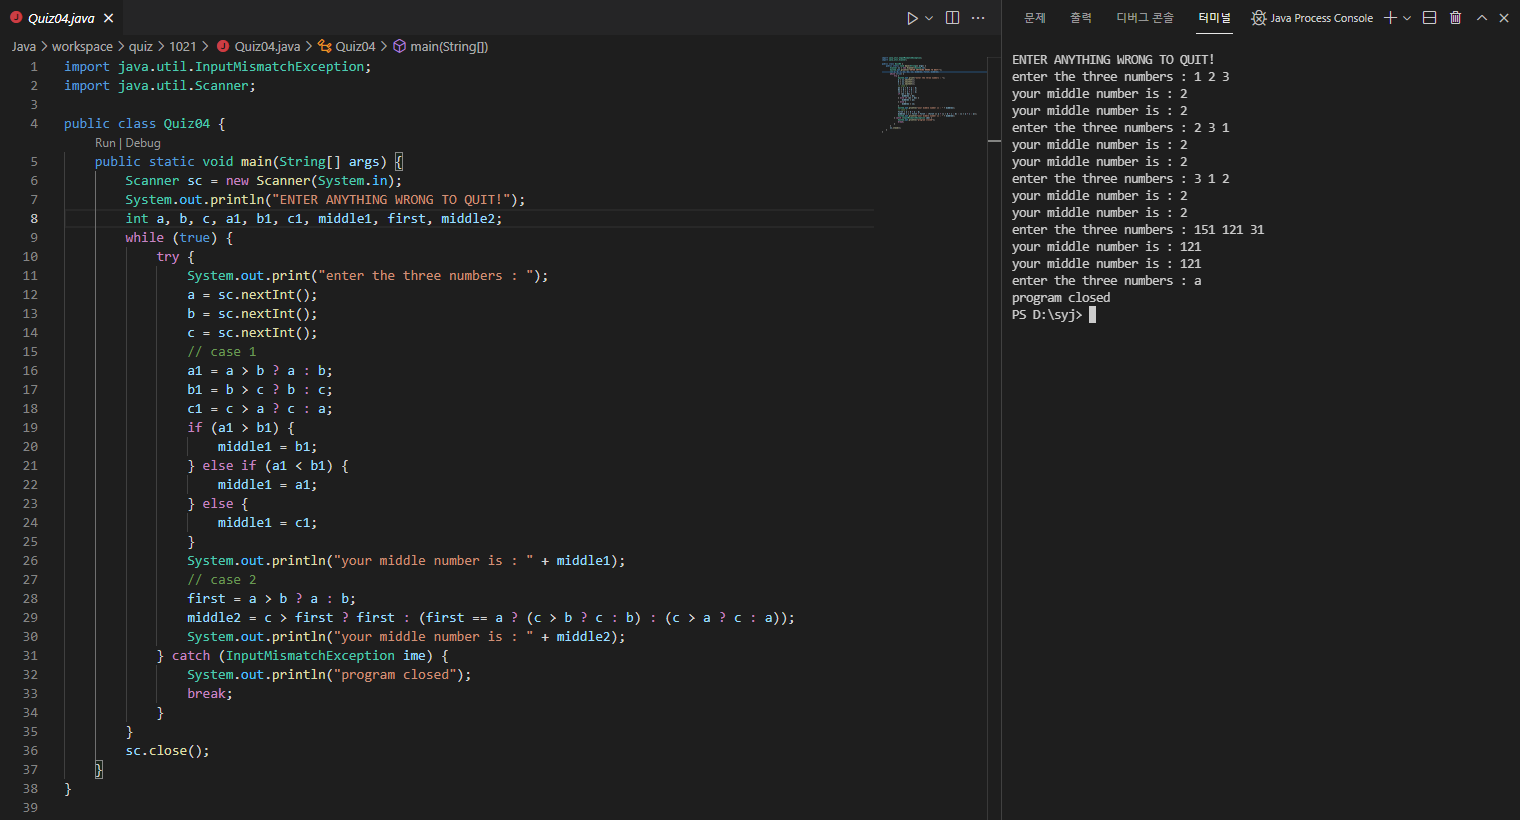 Quiz04.java
Java > workspace > quiz > 1021 > Quiz04.java > Quiz04 > main(String[])
1 import java.util.InputMismatchException;
2 import java.util.Scanner;
3
4 public class Quiz04 {
Run | Debug
5 public static void main(String[] args) {
6 Scanner sc = new Scanner(System.in);
7 System.out.println("ENTER ANYTHING WRONG TO QUIT!");
8 int a, b, c, a1, b1, c1, middle1, first, middle2;
9 while (true) {
10 try {
11 System.out.print("enter the three numbers : ");
12 a = sc.nextInt();
13 b = sc.nextInt();
14 c = sc.nextInt();
15 // case 1
16 a1 = a > b ? a : b;
17 b1 = b > c ? b : c;
18 c1 = c > a ? c : a;
19 if (a1 > b1) {
20 middle1 = b1;
21 } else if (a1 < b1) {
22 middle1 = a1;
23 } else {
24 middle1 = c1;
25 }
26 System.out.println("your middle number is : " + middle1);
27 // case 2
28 first = a > b ? a : b;
29 middle2 = c > first ? first : (first == a ? (c > b ? c : b) : (c > a ? c : a));
30 System.out.println("your middle number is : " + middle2);
31 } catch (InputMismatchException ime) {
32 System.out.println("program closed");
33 break;
34 }
35 }
36 sc.close();
37 }
38 }
39
문제 출력 디버그 콘솔 터미널 Java Process Console
ENTER ANYTHING WRONG TO QUIT!
enter the three numbers : 1 2 3
your middle number is : 2
your middle number is : 2
enter the three numbers : 2 3 1
your middle number is : 2
your middle number is : 2
enter the three numbers : 3 1 2
your middle number is : 2
your middle number is : 2
enter the three numbers : 151 121 31
your middle number is : 121
your middle number is : 121
enter the three numbers : a
program closed
PS D:\syj>